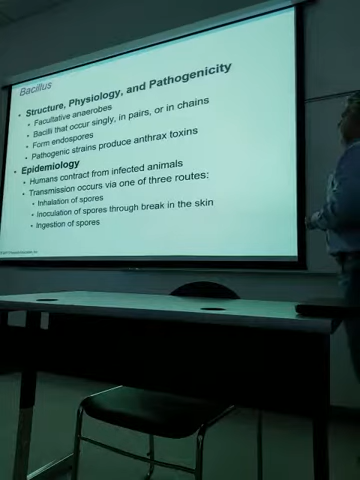 Bacillus
• Structure, Physiology, and Pathogenicity
• Facultative anaerobes
• Bacilli that occur singly, in pairs, or in chains
• Form endospores
• Pathogenic strains produce anthrax toxins
• Epidemiology
• Humans contract from infected animals
• Transmission occurs via one of three routes:
• Inhalation of spores
• Inoculation of spores through break in the skin
• Ingestion of spores